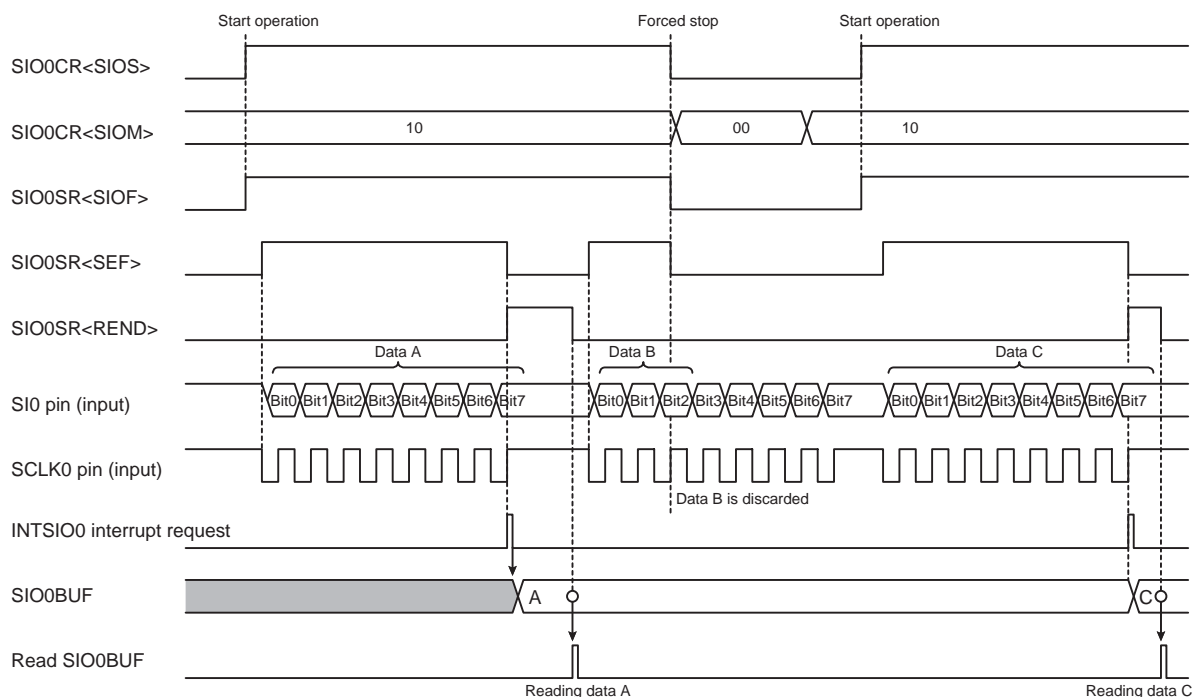 Start operation Forced stop Start operation
SIO0CR<SIOS>
SIO0CR<SIOM> 10 00 10
SIO0SR<SIOF>
SIO0SR<SEF>
SIO0SR<REND>
Data A Data B Data C
SI0 pin (input) Bit0 Bit1 Bit2 Bit3 Bit4 Bit5 Bit6 Bit7 Bit0 Bit1 Bit2 Bit3 Bit4 Bit5 Bit6 Bit7 Bit0 Bit1 Bit2 Bit3 Bit4 Bit5 Bit6 Bit7
SCLK0 pin (input)
Data B is discarded
INTSIO0 interrupt request
SIO0BUF A C
Read SIO0BUF
Reading data A Reading data C